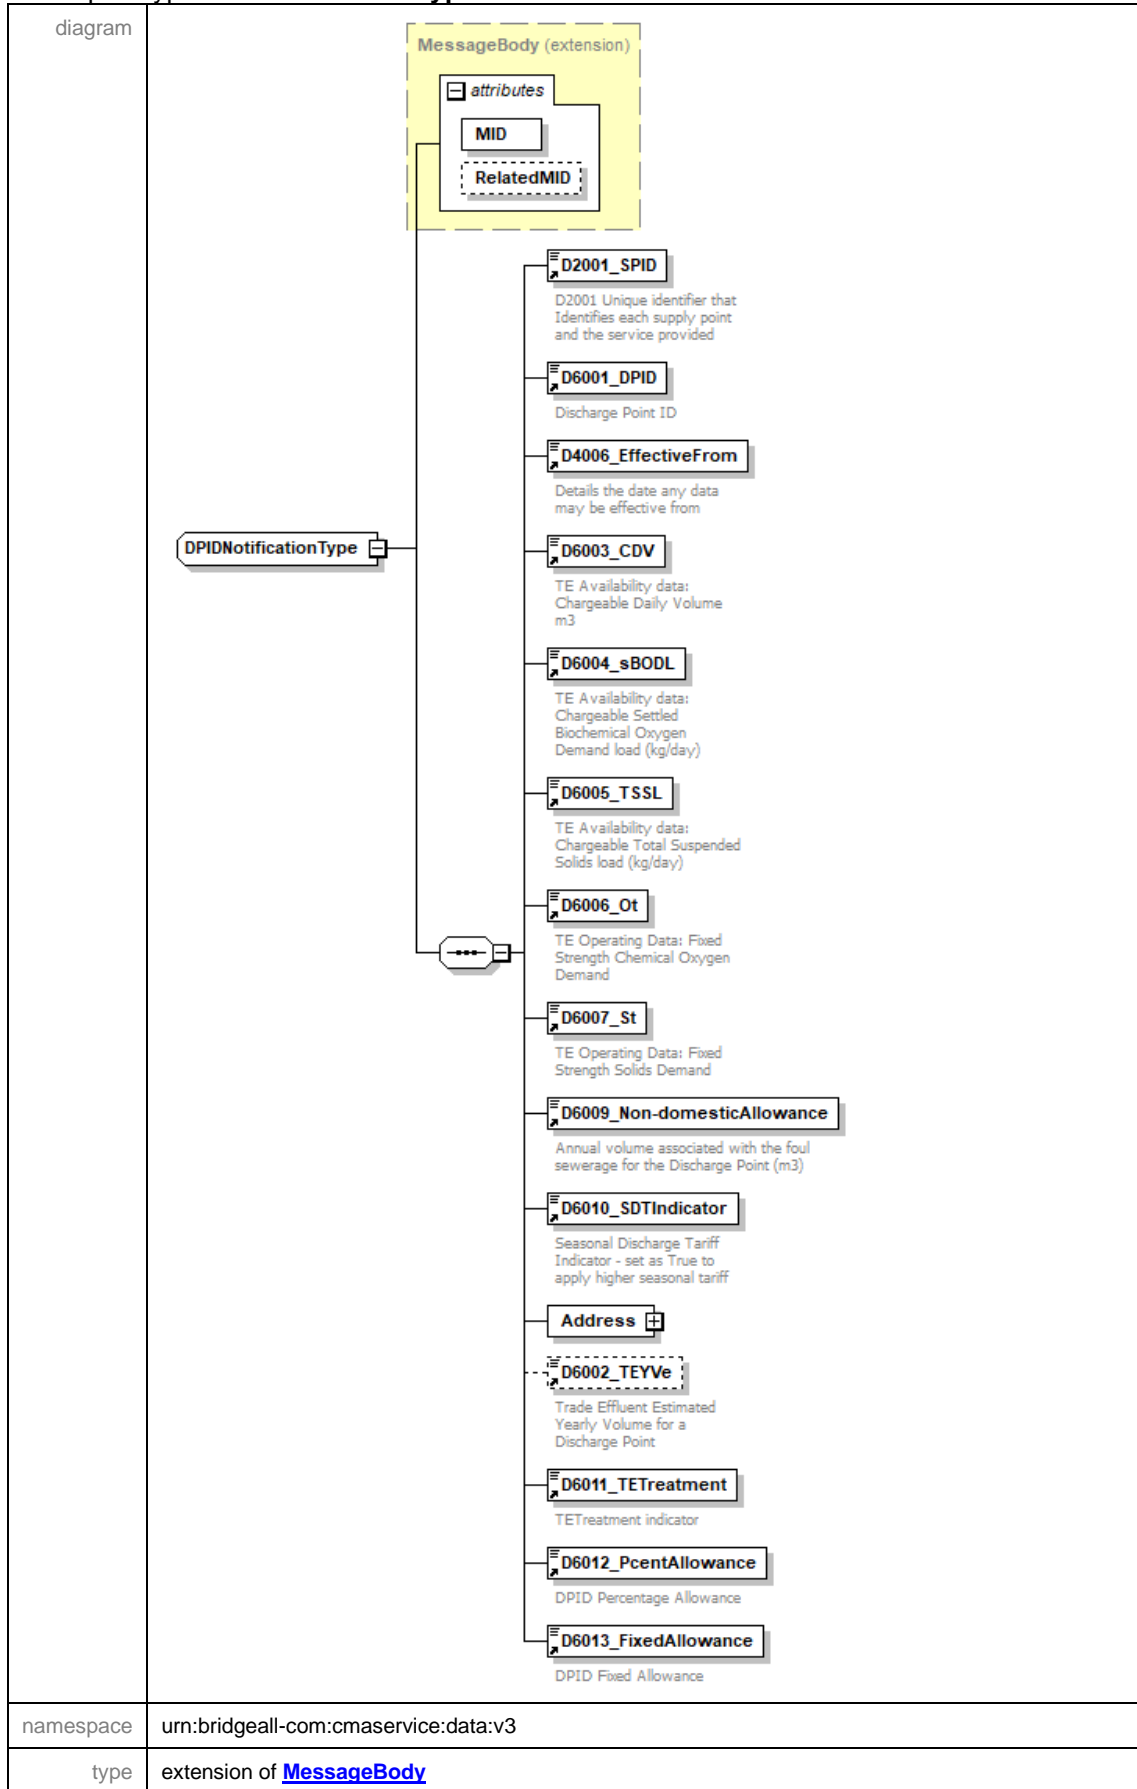 diagram
MessageBody (extension)
attributes
MID
RelatedMID
D2001_SPID
D2001 Unique identifier that
Identifies each supply point
and the service provided
D6001_DPID
Discharge Point ID
D4006_EffectiveFrom
Details the date any data
may be effective from
DPIDNotificationType
D6003_CDV
TE Availability data:
Chargeable Daily Volume
m3
D6004_sBODL
TE Availability data:
Chargeable Settled
Biochemical Oxygen
Demand load (kg/day)
D6005_TSSL
TE Availability data:
Chargeable Total Suspended
Solids load (kg/day)
D6006_Ot
TE Operating Data: Fixed
Strength Chemical Oxygen
Demand
D6007_St
TE Operating Data: Fixed
Strength Solids Demand
D6009_Non-domesticAllowance
Annual volume associated with the foul
sewerage for the Discharge Point (m3)
D6010_SDTIndicator
Seasonal Discharge Tariff
Indicator - set as True to
apply higher seasonal tariff
Address
D6002_TEYVe
Trade Effluent Estimated
Yearly Volume for a
Discharge Point
D6011_TETreatment
TETreatment indicator
D6012_PcentAllowance
DPID Percentage Allowance
D6013_FixedAllowance
DPID Fixed Allowance
namespace urn:bridgeall-com:cmaservice:data:v3
type extension of MessageBody